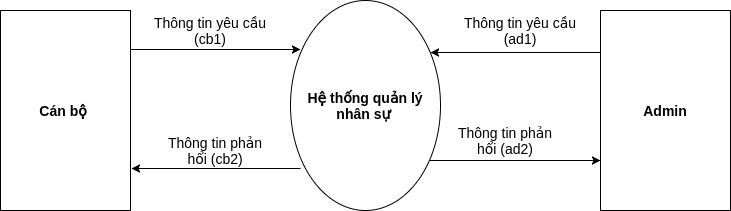 Thông tin yêu cầu
(cb1)
Thông tin yêu cầu
(ad1)
Cán bộ
Hệ thống quản lý
nhân sự
Admin
Thông tin phản
hồi (cb2)
Thông tin phản
hồi (ad2)